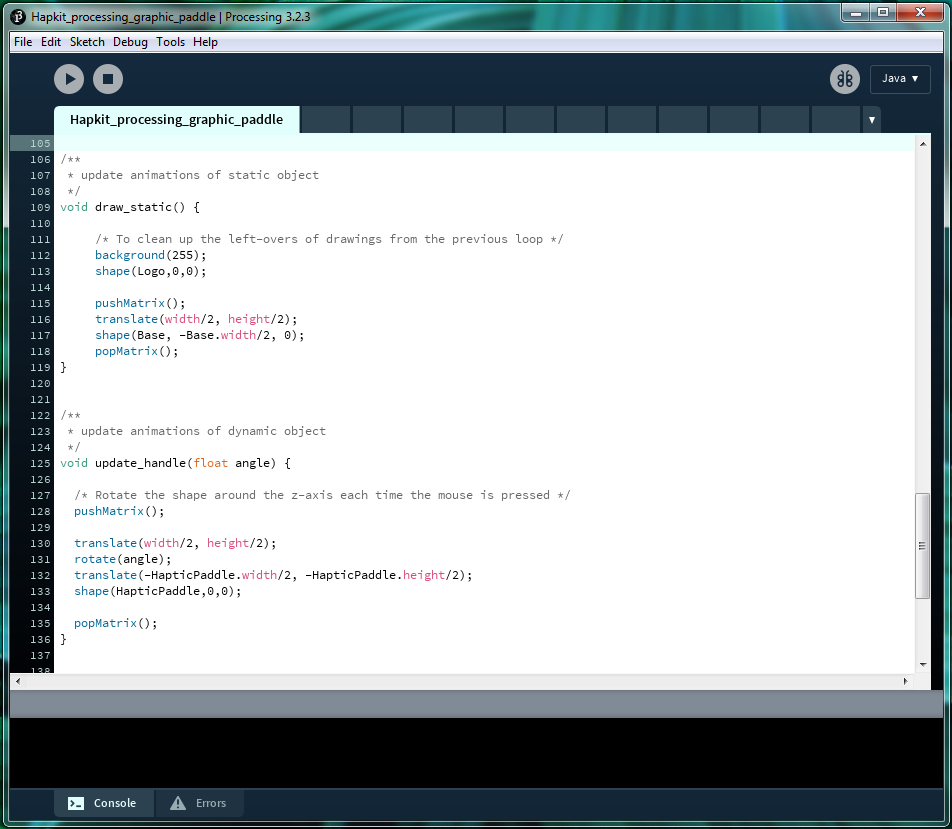 Hapkit_processing_graphic_paddle | Processing 3.2.3
File Edit Sketch Debug Tools Help
Java ▼
Hapkit_processing_graphic_paddle
105
106 /**
107  * update animations of static object
108  */
109 void draw_static() {
110
111      /* To clean up the left-overs of drawings from the previous loop */
112      background(255);
113      shape(Logo,0,0);
114
115      pushMatrix();
116      translate(width/2, height/2);
117      shape(Base, -Base.width/2, 0);
118      popMatrix();
119 }
120
121
122 /**
123  * update animations of dynamic object
124  */
125 void update_handle(float angle) {
126
127   /* Rotate the shape around the z-axis each time the mouse is pressed */
128   pushMatrix();
129
130   translate(width/2, height/2);
131   rotate(angle);
132   translate(-HapticPaddle.width/2, -HapticPaddle.height/2);
133   shape(HapticPaddle,0,0);
134
135   popMatrix();
136 }
137
138
Console
Errors